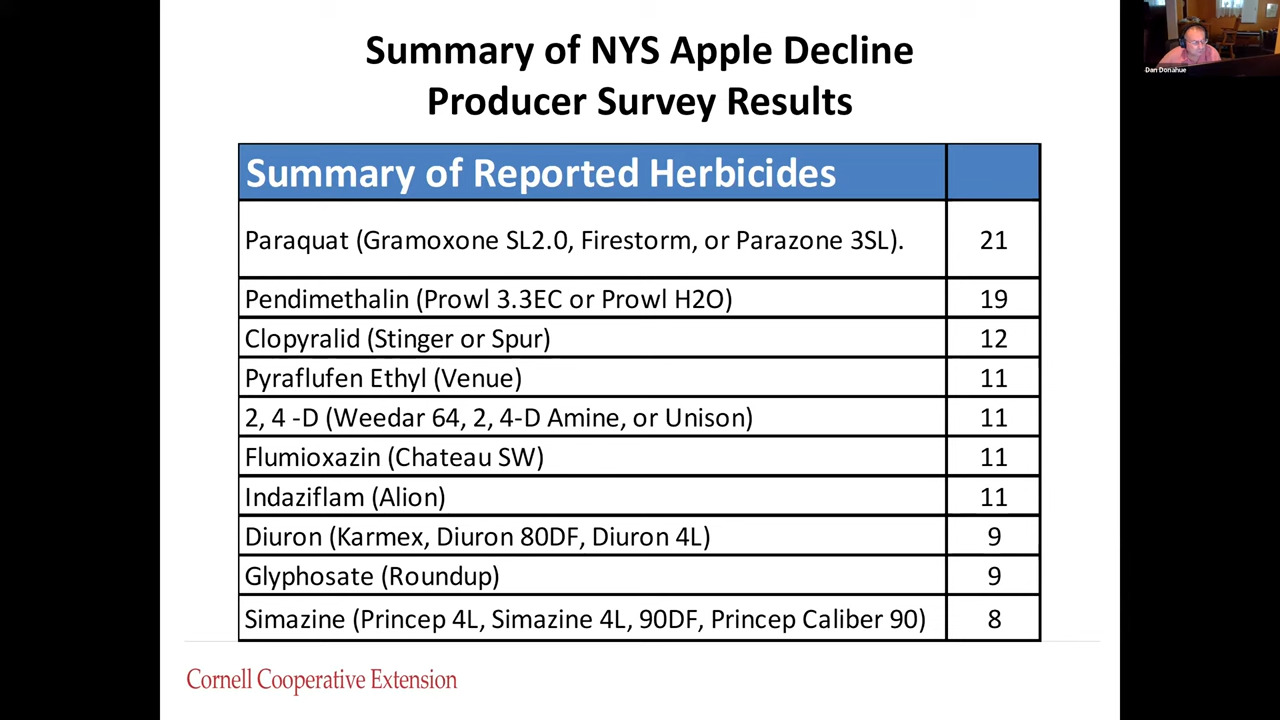 Summary of NYS Apple Decline
Producer Survey Results
Summary of Reported Herbicides
Paraquat (Gramoxone SL2.0, Firestorm, or Parazone 3SL). 21
Pendimethalin (Prowl 3.3EC or Prowl H2O) 19
Clopyralid (Stinger or Spur) 12
Pyraflufen Ethyl (Venue) 11
2, 4 -D (Weedar 64, 2, 4-D Amine, or Unison) 11
Flumioxazin (Chateau SW) 11
Indaziflam (Alion) 11
Diuron (Karmex, Diuron 80DF, Diuron 4L) 9
Glyphosate (Roundup) 9
Simazine (Princep 4L, Simazine 4L, 90DF, Princep Caliber 90) 8
Cornell Cooperative Extension
Dan Donahue